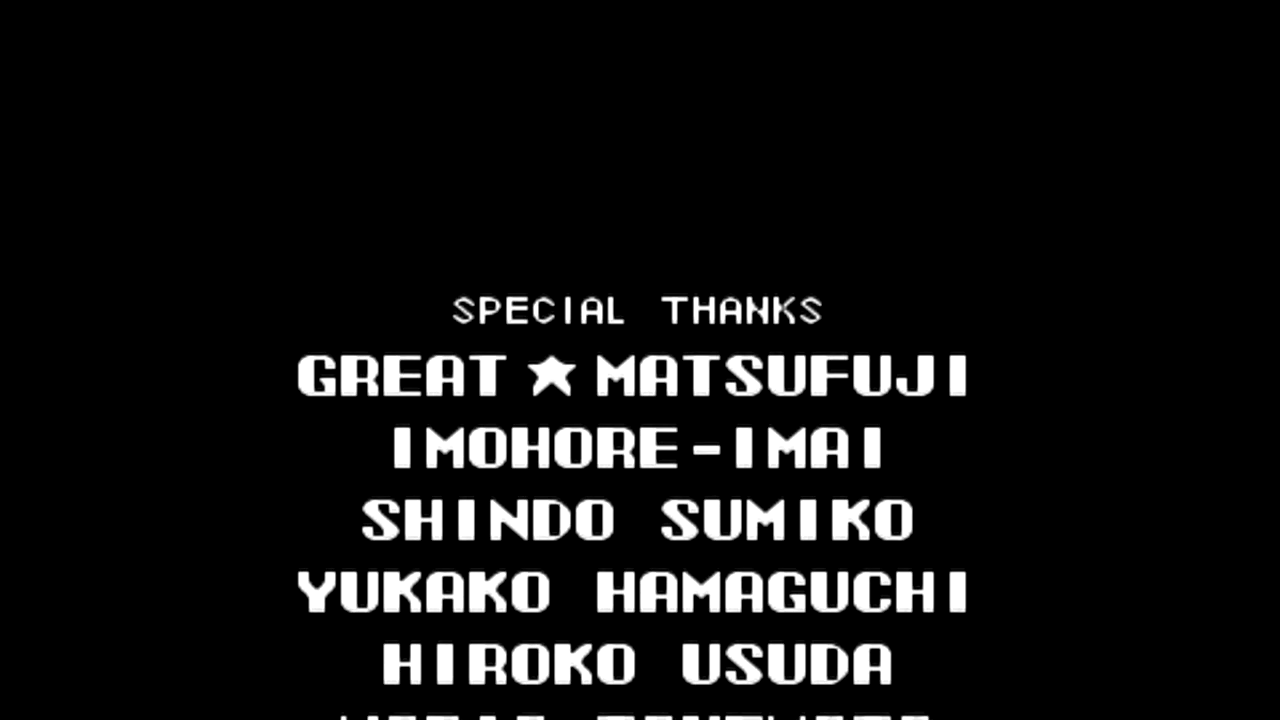 SPECIAL THANKS
GREAT★MATSUFUJI
IMOHORE-IMAI
SHINDO SUMIKO
YUKAKO HAMAGUCHI
HIROKO USUDA